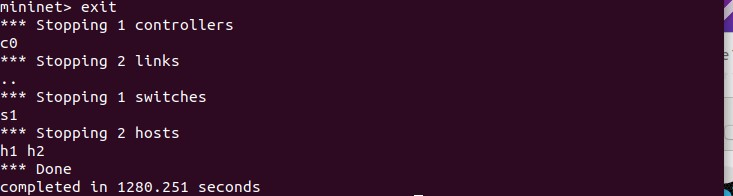 mininet> exit
*** Stopping 1 controllers
c0
*** Stopping 2 links
..
*** Stopping 1 switches
s1
*** Stopping 2 hosts
h1 h2
*** Done
completed in 1280.251 seconds